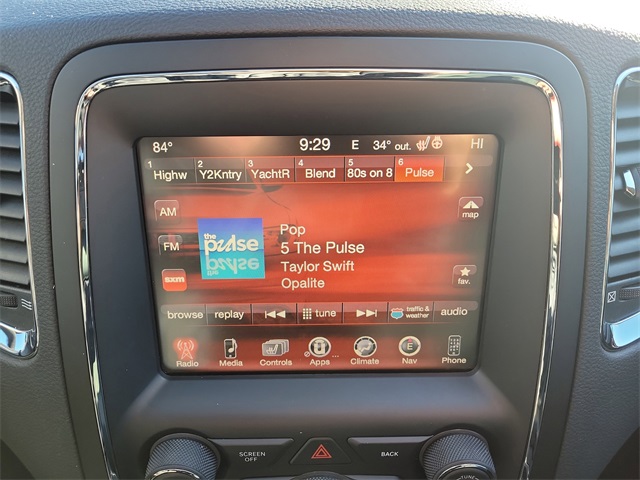 84° 9:29 E 34° out. HI
1 Highw 2 Y2Kntry 3 YachtR 4 Blend 5 80s on 8 6 Pulse
AM
map
the pulse
Pop
5 The Pulse
FM
Taylor Swift
sxm
Opalite
fav.
browse replay tune traffic & weather audio
Radio Media Controls Apps Climate E Nav Phone
SCREEN OFF
BACK